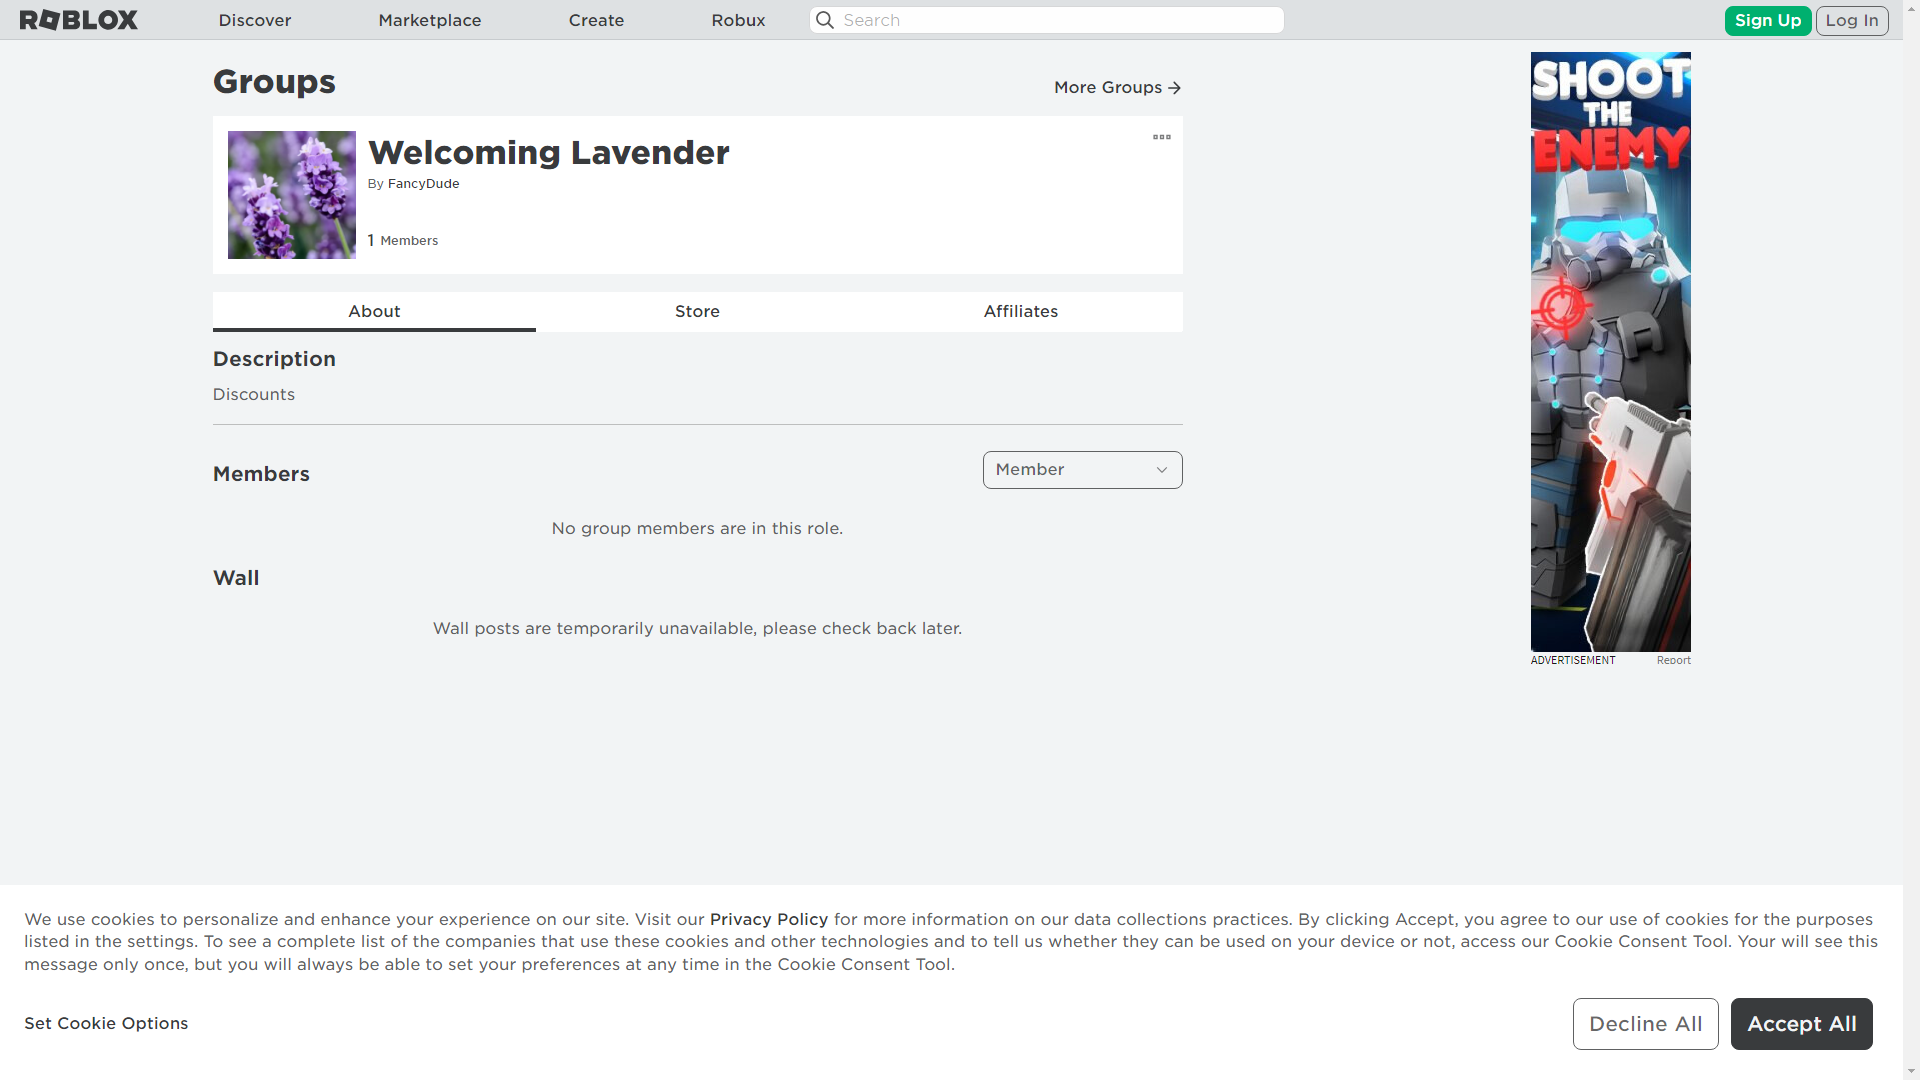 ROBLOX
Discover
Marketplace
Create
Robux
Search
Sign Up
Log In
Groups
More Groups
Welcoming Lavender
By FancyDude
1 Members
About
Store
Affiliates
Description
Discounts
Members
Member
No group members are in this role.
Wall
Wall posts are temporarily unavailable, please check back later.
SHOOT
THE
ENEMY
ADVERTISEMENT
Report
We use cookies to personalize and enhance your experience on our site. Visit our Privacy Policy for more information on our data collections practices. By clicking Accept, you agree to our use of cookies for the purposes
listed in the settings. To see a complete list of the companies that use these cookies and other technologies and to tell us whether they can be used on your device or not, access our Cookie Consent Tool. Your will see this
message only once, but you will always be able to set your preferences at any time in the Cookie Consent Tool.
Set Cookie Options
Decline All
Accept All